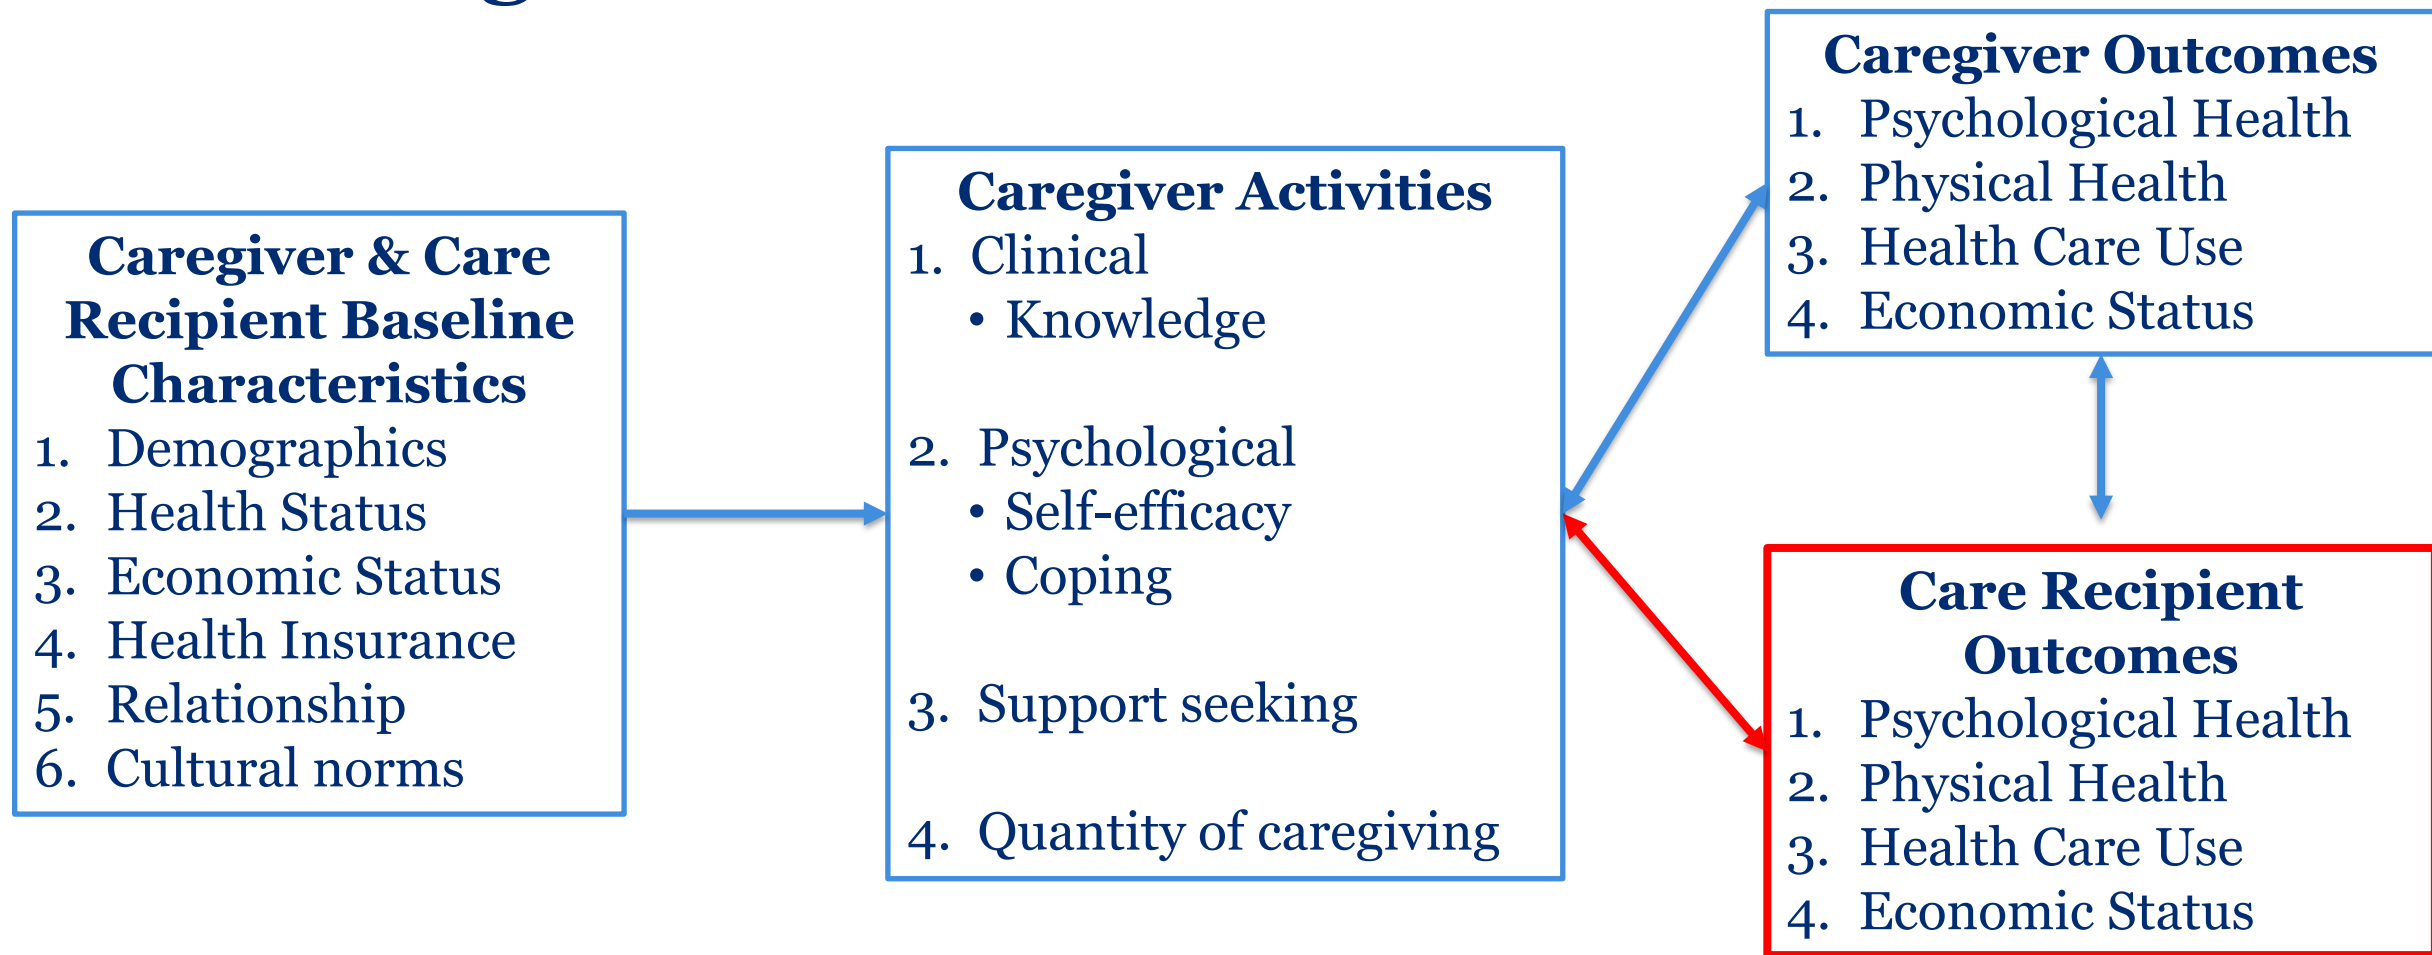 Caregiver & Care
Recipient Baseline
Characteristics
1. Demographics
2. Health Status
3. Economic Status
4. Health Insurance
5. Relationship
6. Cultural norms
Caregiver Activities
1. Clinical
• Knowledge
2. Psychological
• Self-efficacy
• Coping
3. Support seeking
4. Quantity of caregiving
Caregiver Outcomes
1. Psychological Health
2. Physical Health
3. Health Care Use
4. Economic Status
Care Recipient
Outcomes
1. Psychological Health
2. Physical Health
3. Health Care Use
4. Economic Status